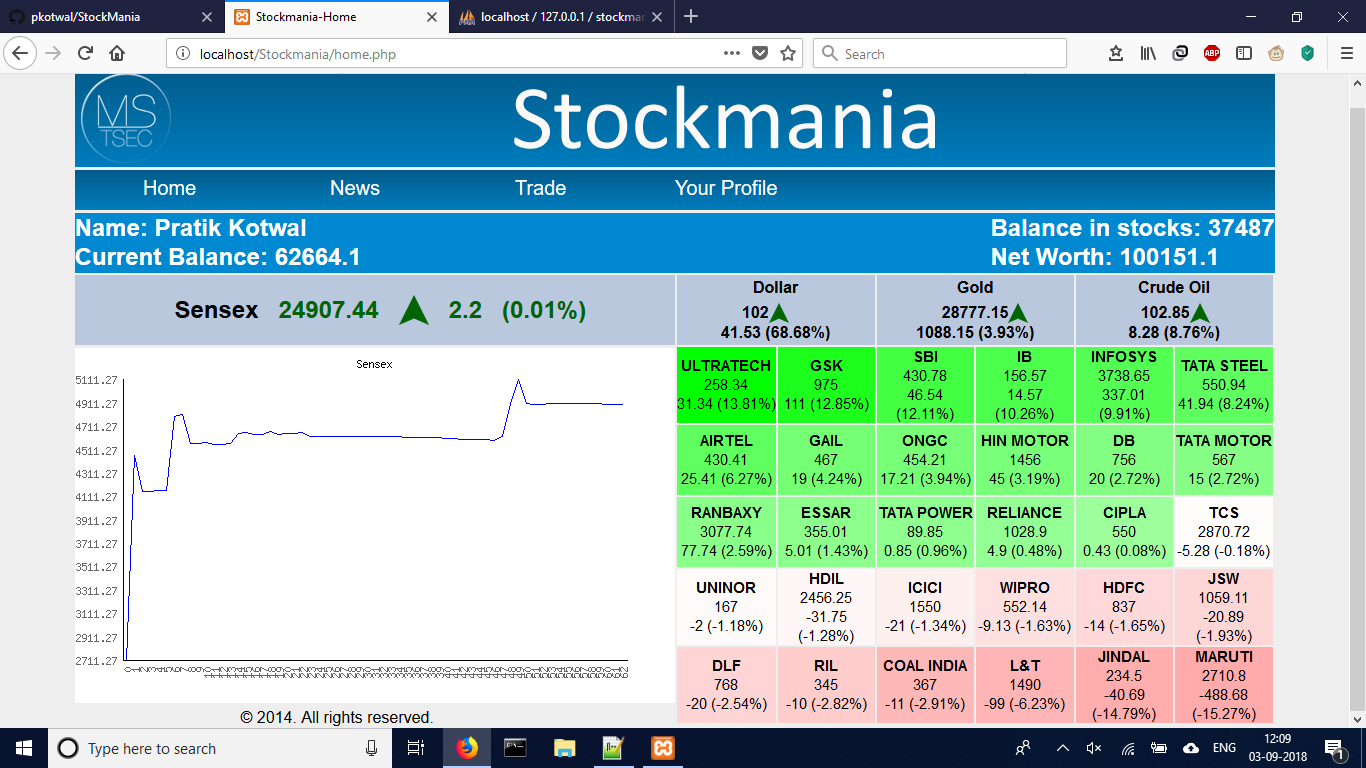 pkotwal/StockMania
Stockmania-Home
localhost / 127.0.0.1 / stockma
localhost/Stockmania/home.php
Search
ABP
MS
TSEC
Stockmania
Home
News
Trade
Your Profile
Name: Pratik Kotwal
Balance in stocks: 37487
Current Balance: 62664.1
Net Worth: 100151.1
Sensex 24907.44 2.2 (0.01%)
Dollar
102
41.53 (68.68%)
Gold
28777.15
1088.15 (3.93%)
Crude Oil
102.85
8.28 (8.76%)
Sensex
5111.27
4911.27
4711.27
4511.27
4311.27
4111.27
3911.27
3711.27
3511.27
3311.27
3111.27
2911.27
2711.27
ULTRATECH
258.34
31.34 (13.81%)
GSK
975
111 (12.85%)
SBI
430.78
46.54
(12.11%)
IB
156.57
14.57
(10.26%)
INFOSYS
3738.65
337.01
(9.91%)
TATA STEEL
550.94
41.94 (8.24%)
AIRTEL
430.41
25.41 (6.27%)
GAIL
467
19 (4.24%)
ONGC
454.21
17.21 (3.94%)
HIN MOTOR
1456
45 (3.19%)
DB
756
20 (2.72%)
TATA MOTOR
567
15 (2.72%)
RANBAXY
3077.74
77.74 (2.59%)
ESSAR
355.01
5.01 (1.43%)
TATA POWER
89.85
0.85 (0.96%)
RELIANCE
1028.9
4.9 (0.48%)
CIPLA
550
0.43 (0.08%)
TCS
2870.72
-5.28 (-0.18%)
UNINOR
167
-2 (-1.18%)
HDIL
2456.25
-31.75
(-1.28%)
ICICI
1550
-21 (-1.34%)
WIPRO
552.14
-9.13 (-1.63%)
HDFC
837
-14 (-1.65%)
JSW
1059.11
-20.89
(-1.93%)
DLF
768
-20 (-2.54%)
RIL
345
-10 (-2.82%)
COAL INDIA
367
-11 (-2.91%)
L&T
1490
-99 (-6.23%)
JINDAL
234.5
-40.69
(-14.79%)
MARUTI
2710.8
-488.68
(-15.27%)
© 2014. All rights reserved.
Type here to search
ENG
12:09
03-09-2018
1